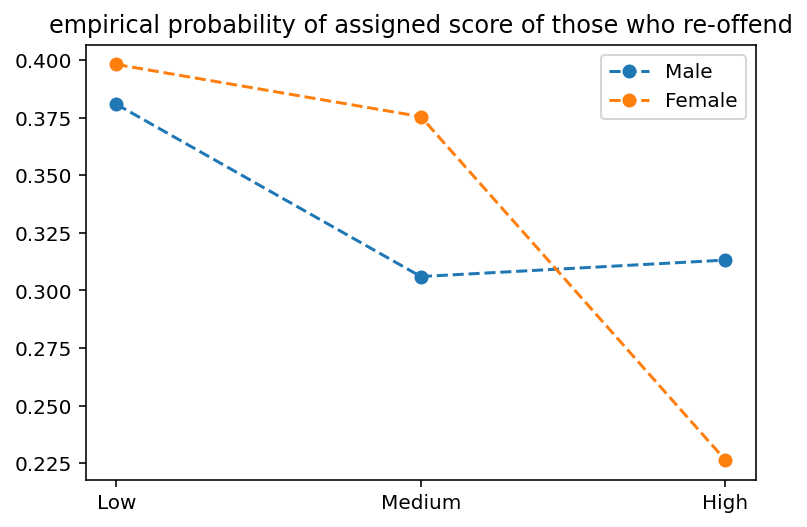 empirical probability of assigned score of those who re-offend
0.400
0.375
0.350
0.325
0.300
0.275
0.250
0.225
Male
Female
Low
Medium
High